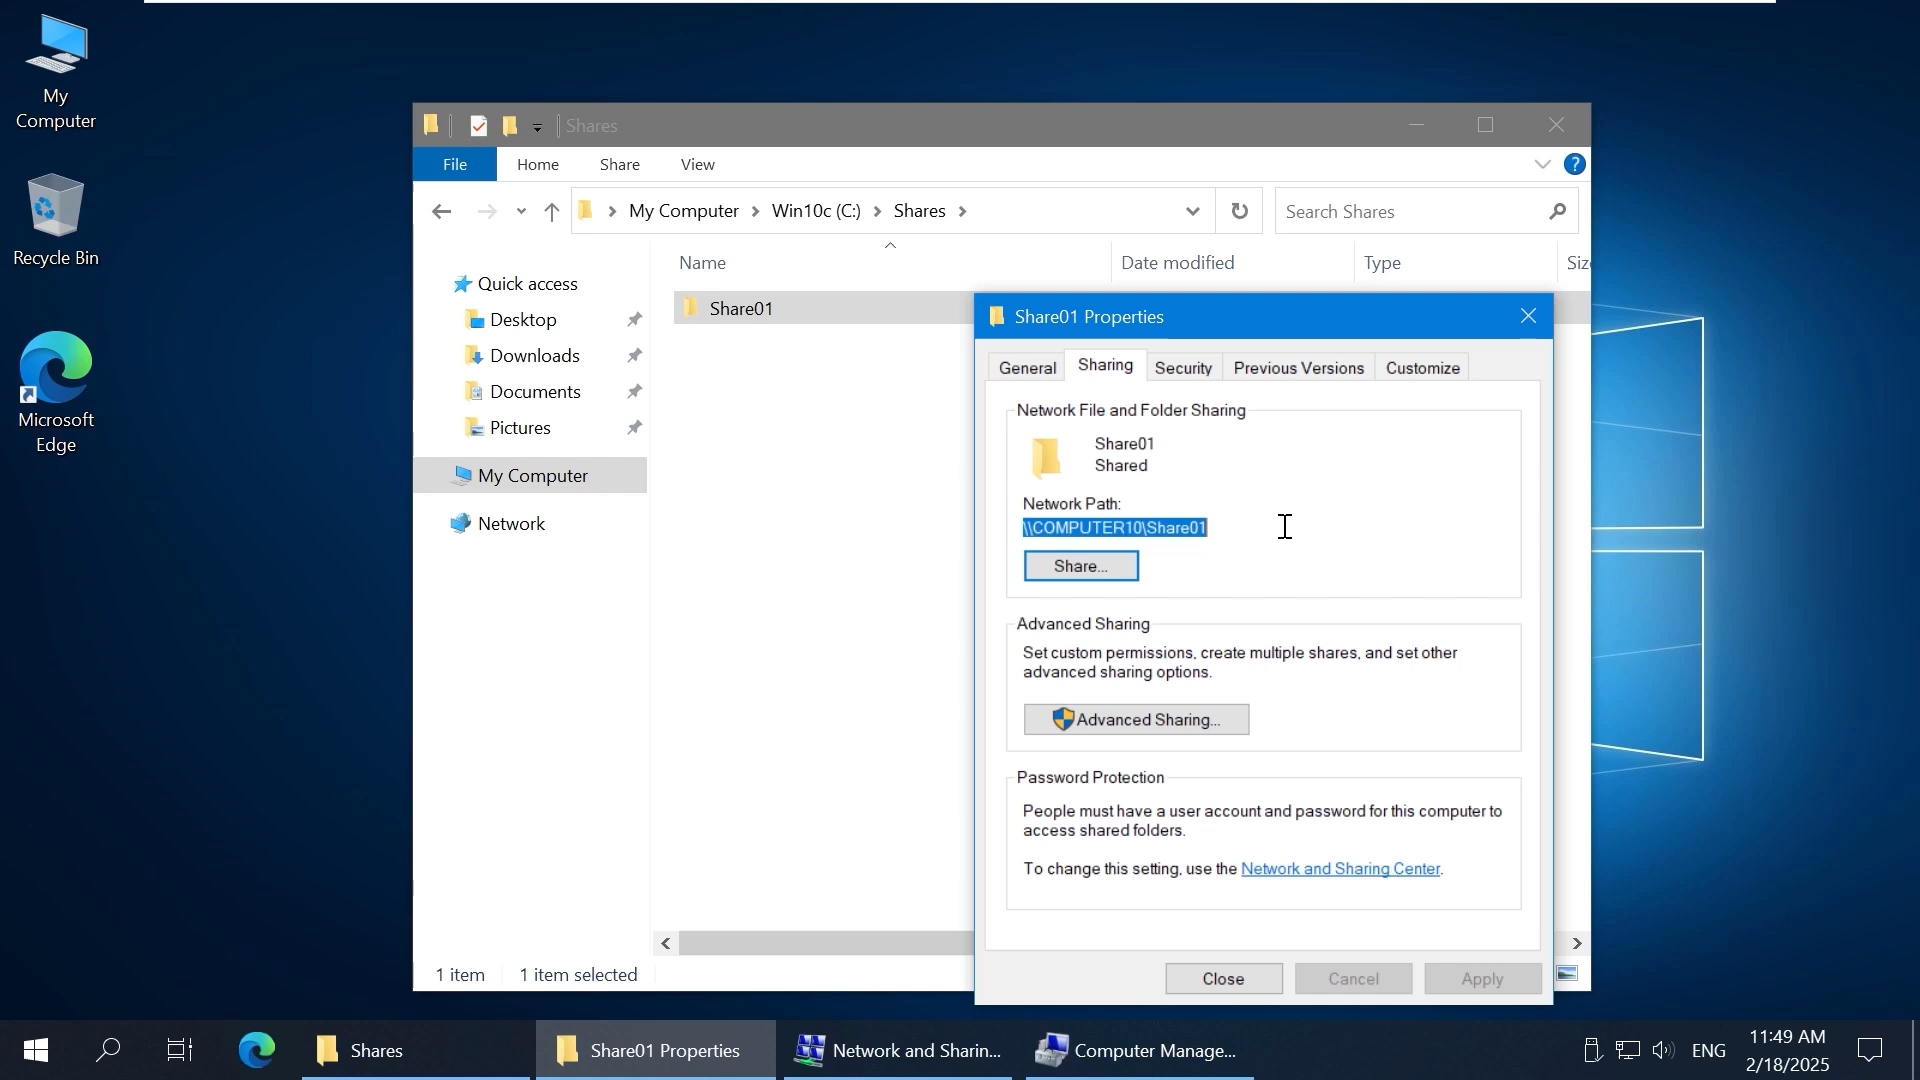 My
Computer
Recycle Bin
Microsoft
Edge
Shares
File
Home
Share
View
?
My Computer
Win10c (C:)
Shares
Search Shares
Name
Date modified
Type
Quick access
Desktop
Downloads
Documents
Pictures
My Computer
Network
Share01
1 item
1 item selected
Share01 Properties
General
Sharing
Security
Previous Versions
Customize
Network File and Folder Sharing
Share01
Shared
Network Path:
\\COMPUTER10\Share01
Share...
Advanced Sharing
Set custom permissions, create multiple shares, and set other
advanced sharing options.
Advanced Sharing...
Password Protection
People must have a user account and password for this computer to
access shared folders.
To change this setting, use the Network and Sharing Center.
Close
Cancel
Apply
Shares
Share01 Properties
Network and Sharin...
Computer Manage...
ENG
11:49 AM
2/18/2025